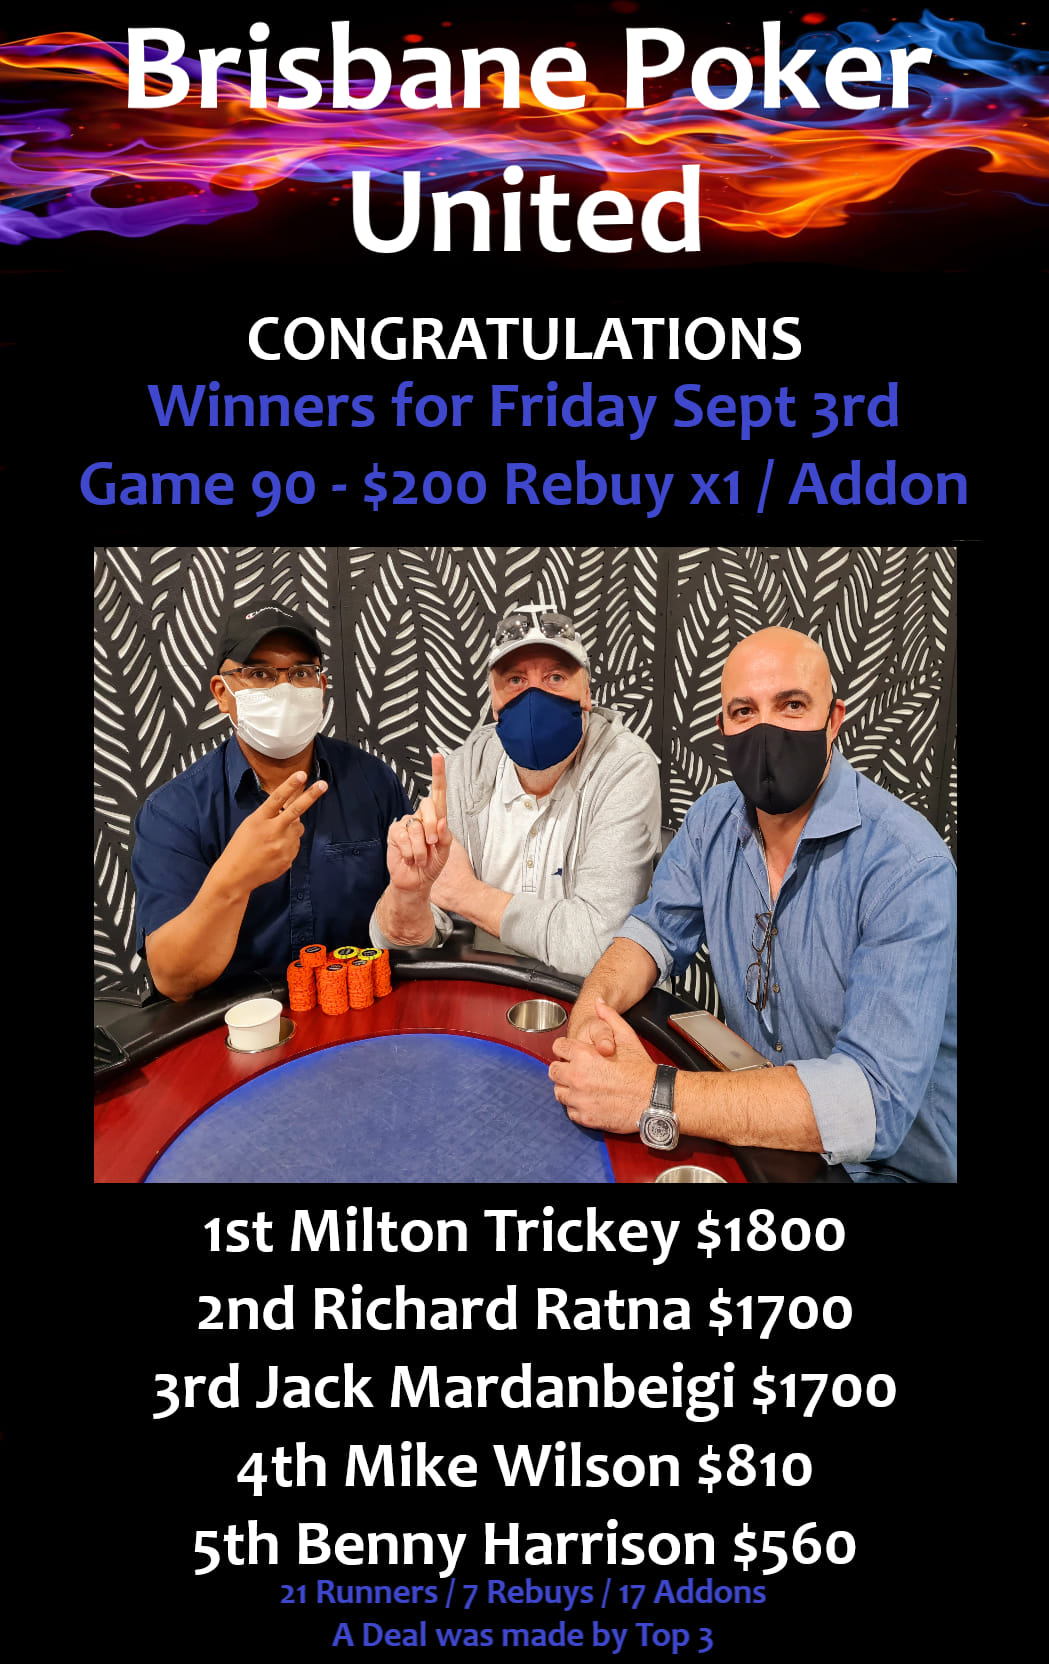 Brisbane Poker
United
CONGRATULATIONS
Winners for Friday Sept 3rd
Game 90 - $200 Rebuy x1 / Addon
1st Milton Trickey $1800
2nd Richard Ratna $1700
3rd Jack Mardanbeigi $1700
4th Mike Wilson $810
5th Benny Harrison $560
21 Runners / 7 Rebuys / 17 Addons
A Deal was made by Top 3